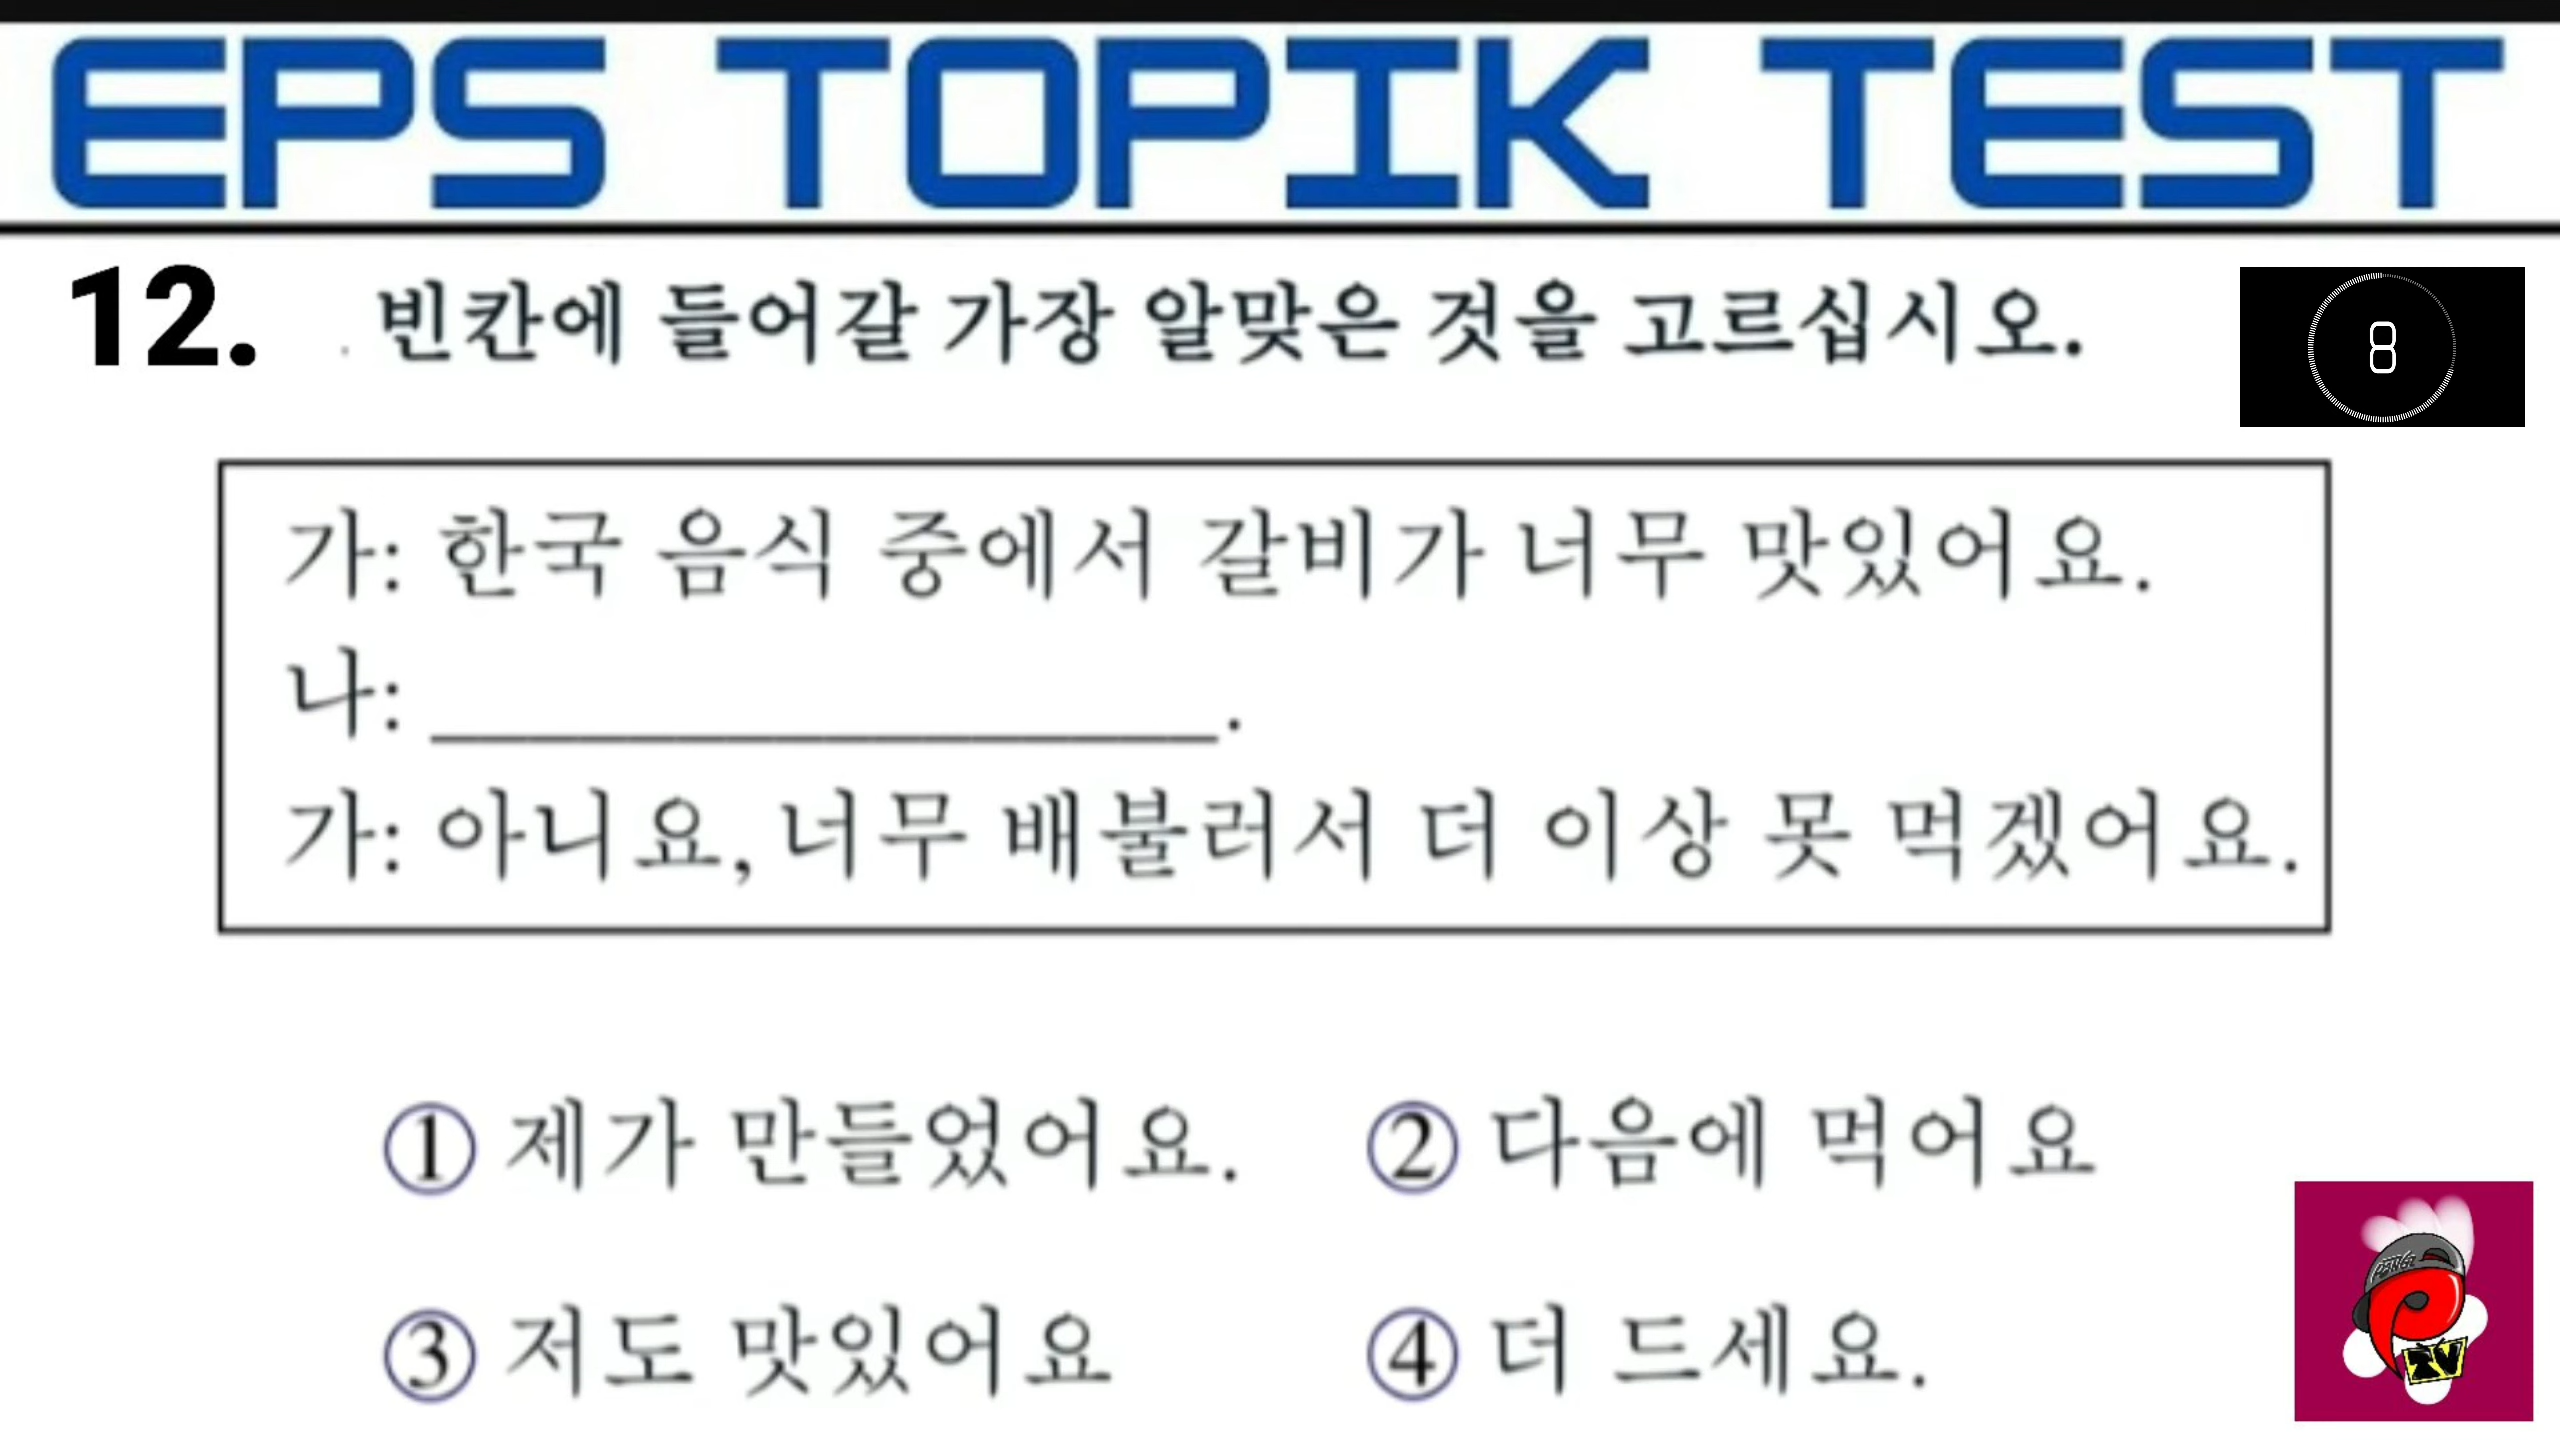 EPS TOPIK TEST
12. 빈칸에 들어갈 가장 알맞은 것을 고르십시오.
8
가: 한국 음식 중에서 갈비가 너무 맛있어요.
나: ____________________.
가: 아니요, 너무 배불러서 더 이상 못 먹겠어요.
① 제가 만들었어요. ② 다음에 먹어요
③ 저도 맛있어요 ④ 더 드세요.